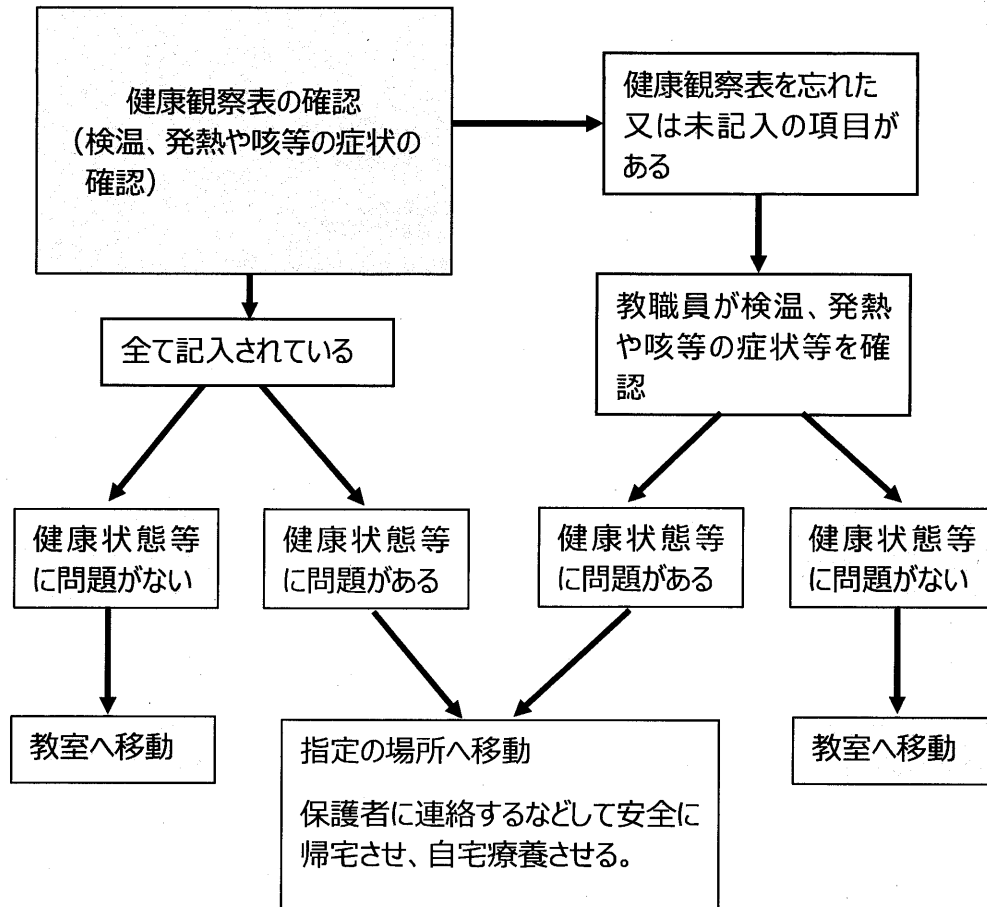 健康観察表の確認
（検温、発熱や咳等の症状の
確認）
健康観察表を忘れた
又は未記入の項目が
ある
全て記入されている
教職員が検温、発熱
や咳等の症状等を確
認
健康状態等
に問題がない
健康状態等
に問題がある
健康状態等
に問題がある
健康状態等
に問題がない
教室へ移動
指定の場所へ移動
保護者に連絡するなどして安全に
帰宅させ、自宅療養させる。
教室へ移動